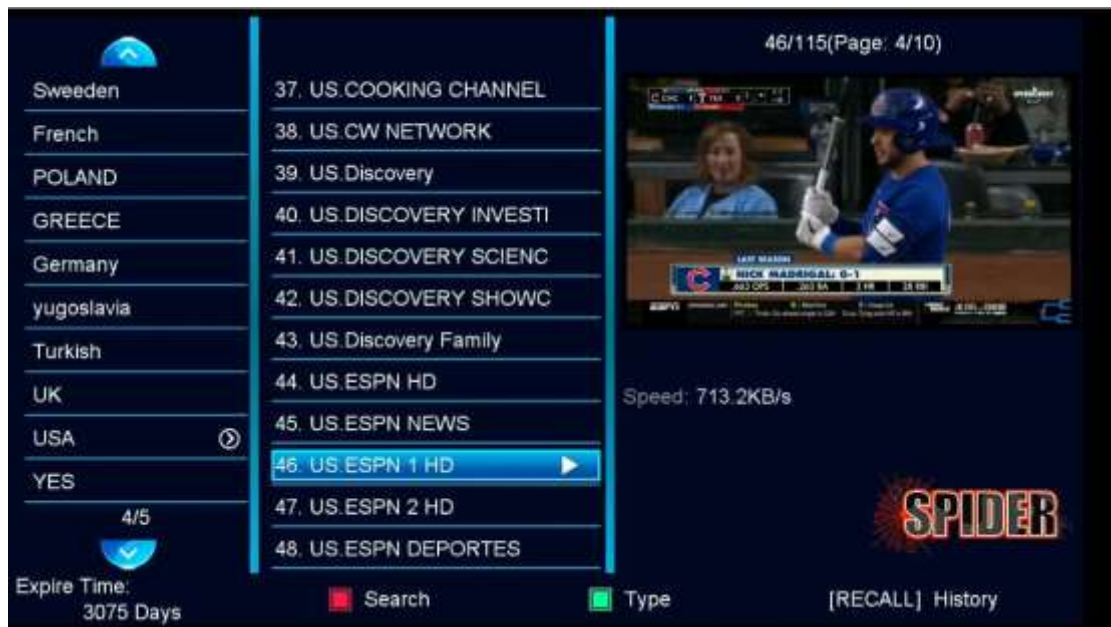 Sweeden
French
POLAND
GREECE
Germany
yugoslavia
Turkish
UK
USA
YES
4/5
Expire Time:
3075 Days
37. US.COOKING CHANNEL
38. US.CW NETWORK
39. US.Discovery
40. US.DISCOVERY INVESTI
41. US.DISCOVERY SCIENC
42. US.DISCOVERY SHOWC
43. US.Discovery Family
44. US.ESPN HD
45. US.ESPN NEWS
46. US.ESPN 1 HD
47. US.ESPN 2 HD
48. US.ESPN DEPORTES
46/115(Page: 4/10)
LAST SEASON
NICK MADRIGAL: 0-1
Speed: 713.2KB/s
SPIDER
Search
Type
[RECALL] History